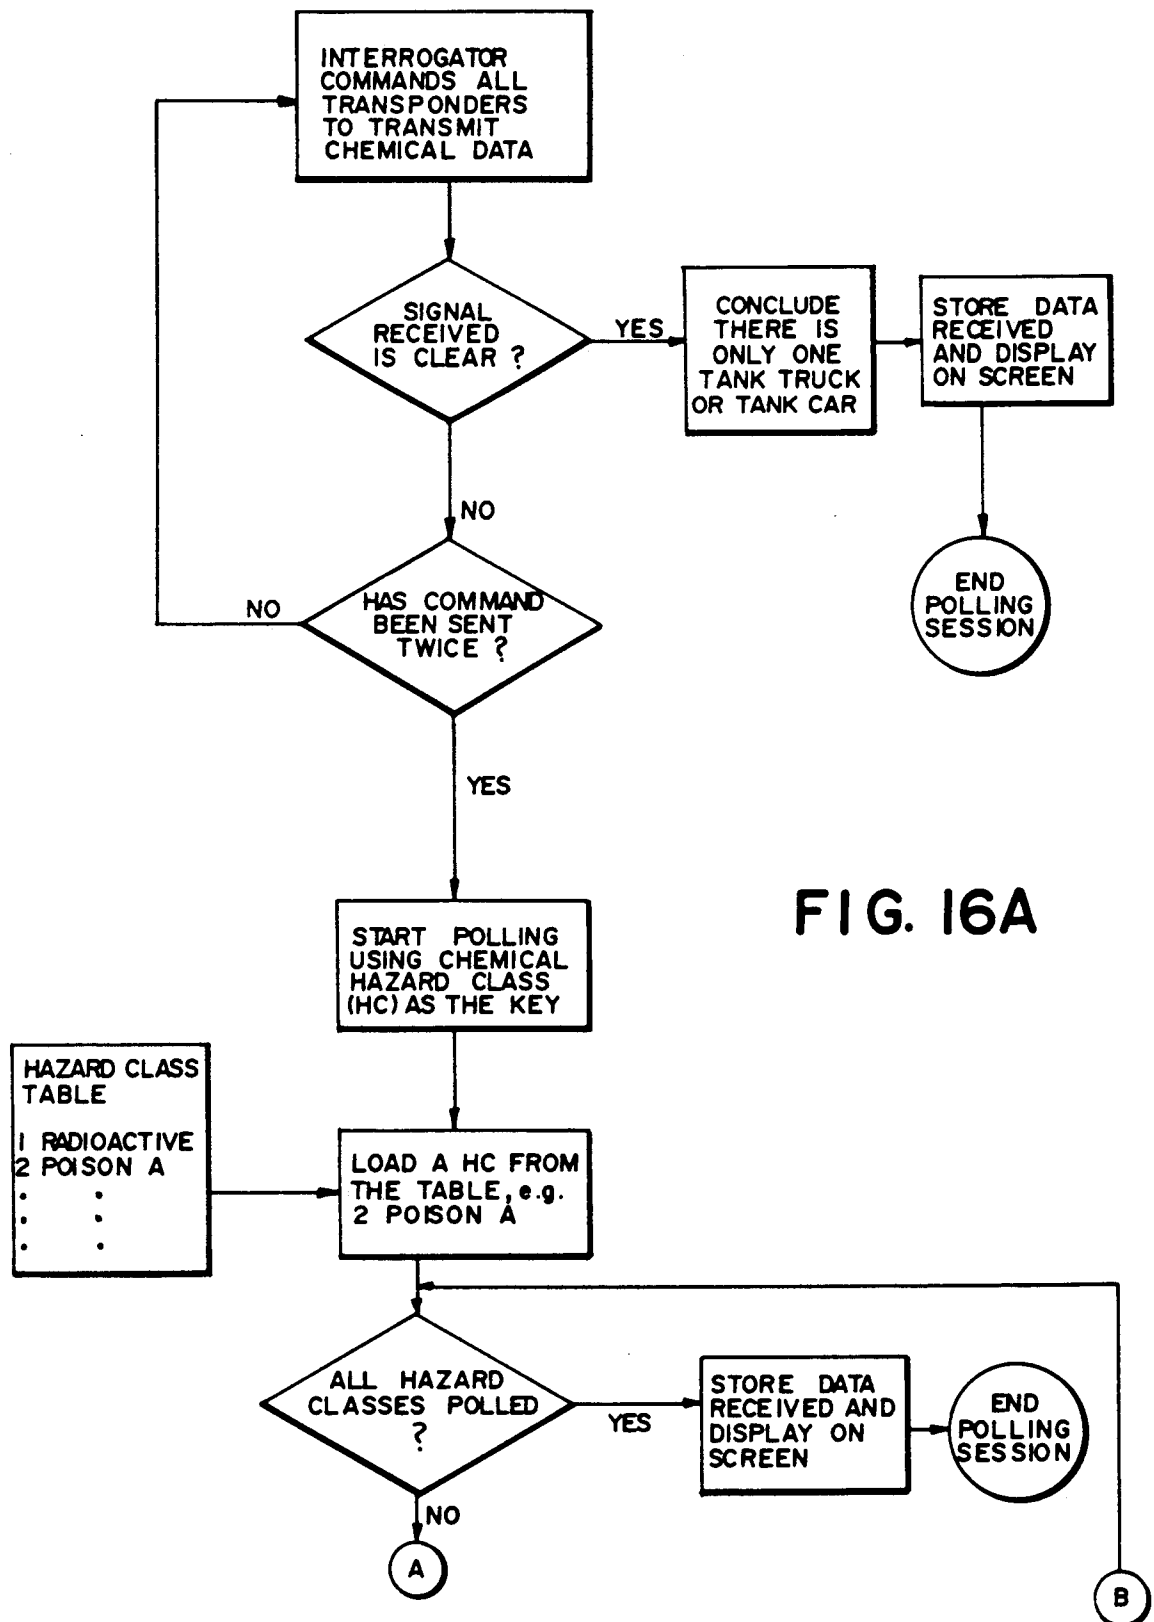 INTERROGATOR
COMMANDS ALL
TRANSPONDERS
TO TRANSMIT
CHEMICAL DATA
SIGNAL
RECEIVED
IS CLEAR ?
YES
CONCLUDE
THERE IS
ONLY ONE
TANK TRUCK
OR TANK CAR
STORE DATA
RECEIVED
AND DISPLAY
ON SCREEN
END
POLLING
SESSION
NO
HAS COMMAND
BEEN SENT
TWICE ?
NO
YES
FIG. 16A
START POLLING
USING CHEMICAL
HAZARD CLASS
(HC) AS THE KEY
HAZARD CLASS
TABLE
1 RADIOACTIVE
2 POISON A
. .
. .
. .
LOAD A HC FROM
THE TABLE, e.g.
2 POISON A
ALL HAZARD
CLASSES POLLED
?
YES
STORE DATA
RECEIVED AND
DISPLAY ON
SCREEN
END
POLLING
SESSION
NO
A
B